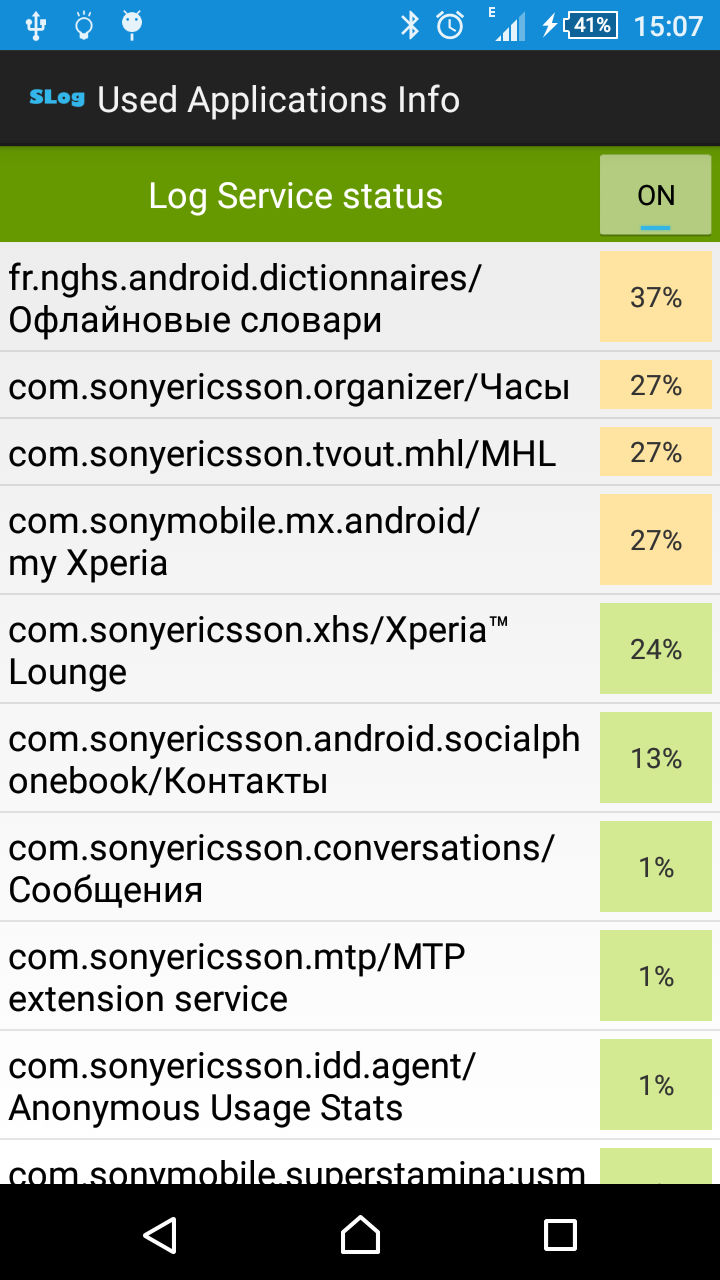 E
41%
15:07
SLog Used Applications Info
Log Service status
ON
fr.nghs.android.dictionnaires/
Офлайновые словари
37%
com.sonyericsson.organizer/Часы
27%
com.sonyericsson.tvout.mhl/MHL
27%
com.sonymobile.mx.android/
my Xperia
27%
com.sonyericsson.xhs/Xperia™
Lounge
24%
com.sonyericsson.android.socialph
onebook/Контакты
13%
com.sonyericsson.conversations/
Сообщения
1%
com.sonyericsson.mtp/MTP
extension service
1%
com.sonyericsson.idd.agent/
Anonymous Usage Stats
1%
com.sonymobile.superstamina:usm